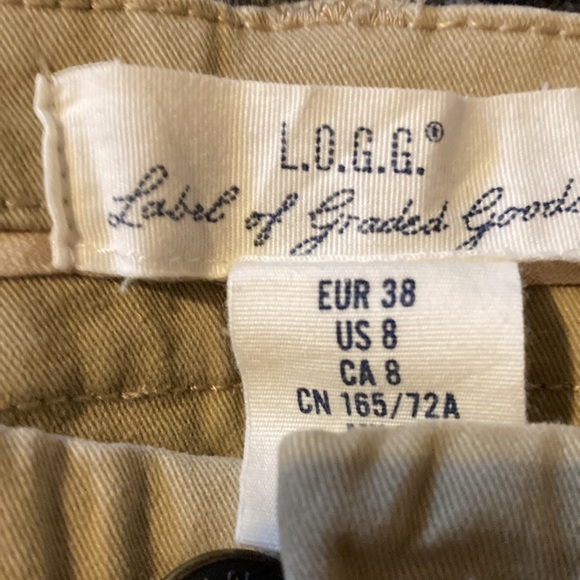 L.O.G.G.®
Label of Graded Goods
EUR 38
US 8
CA 8
CN 165/72A